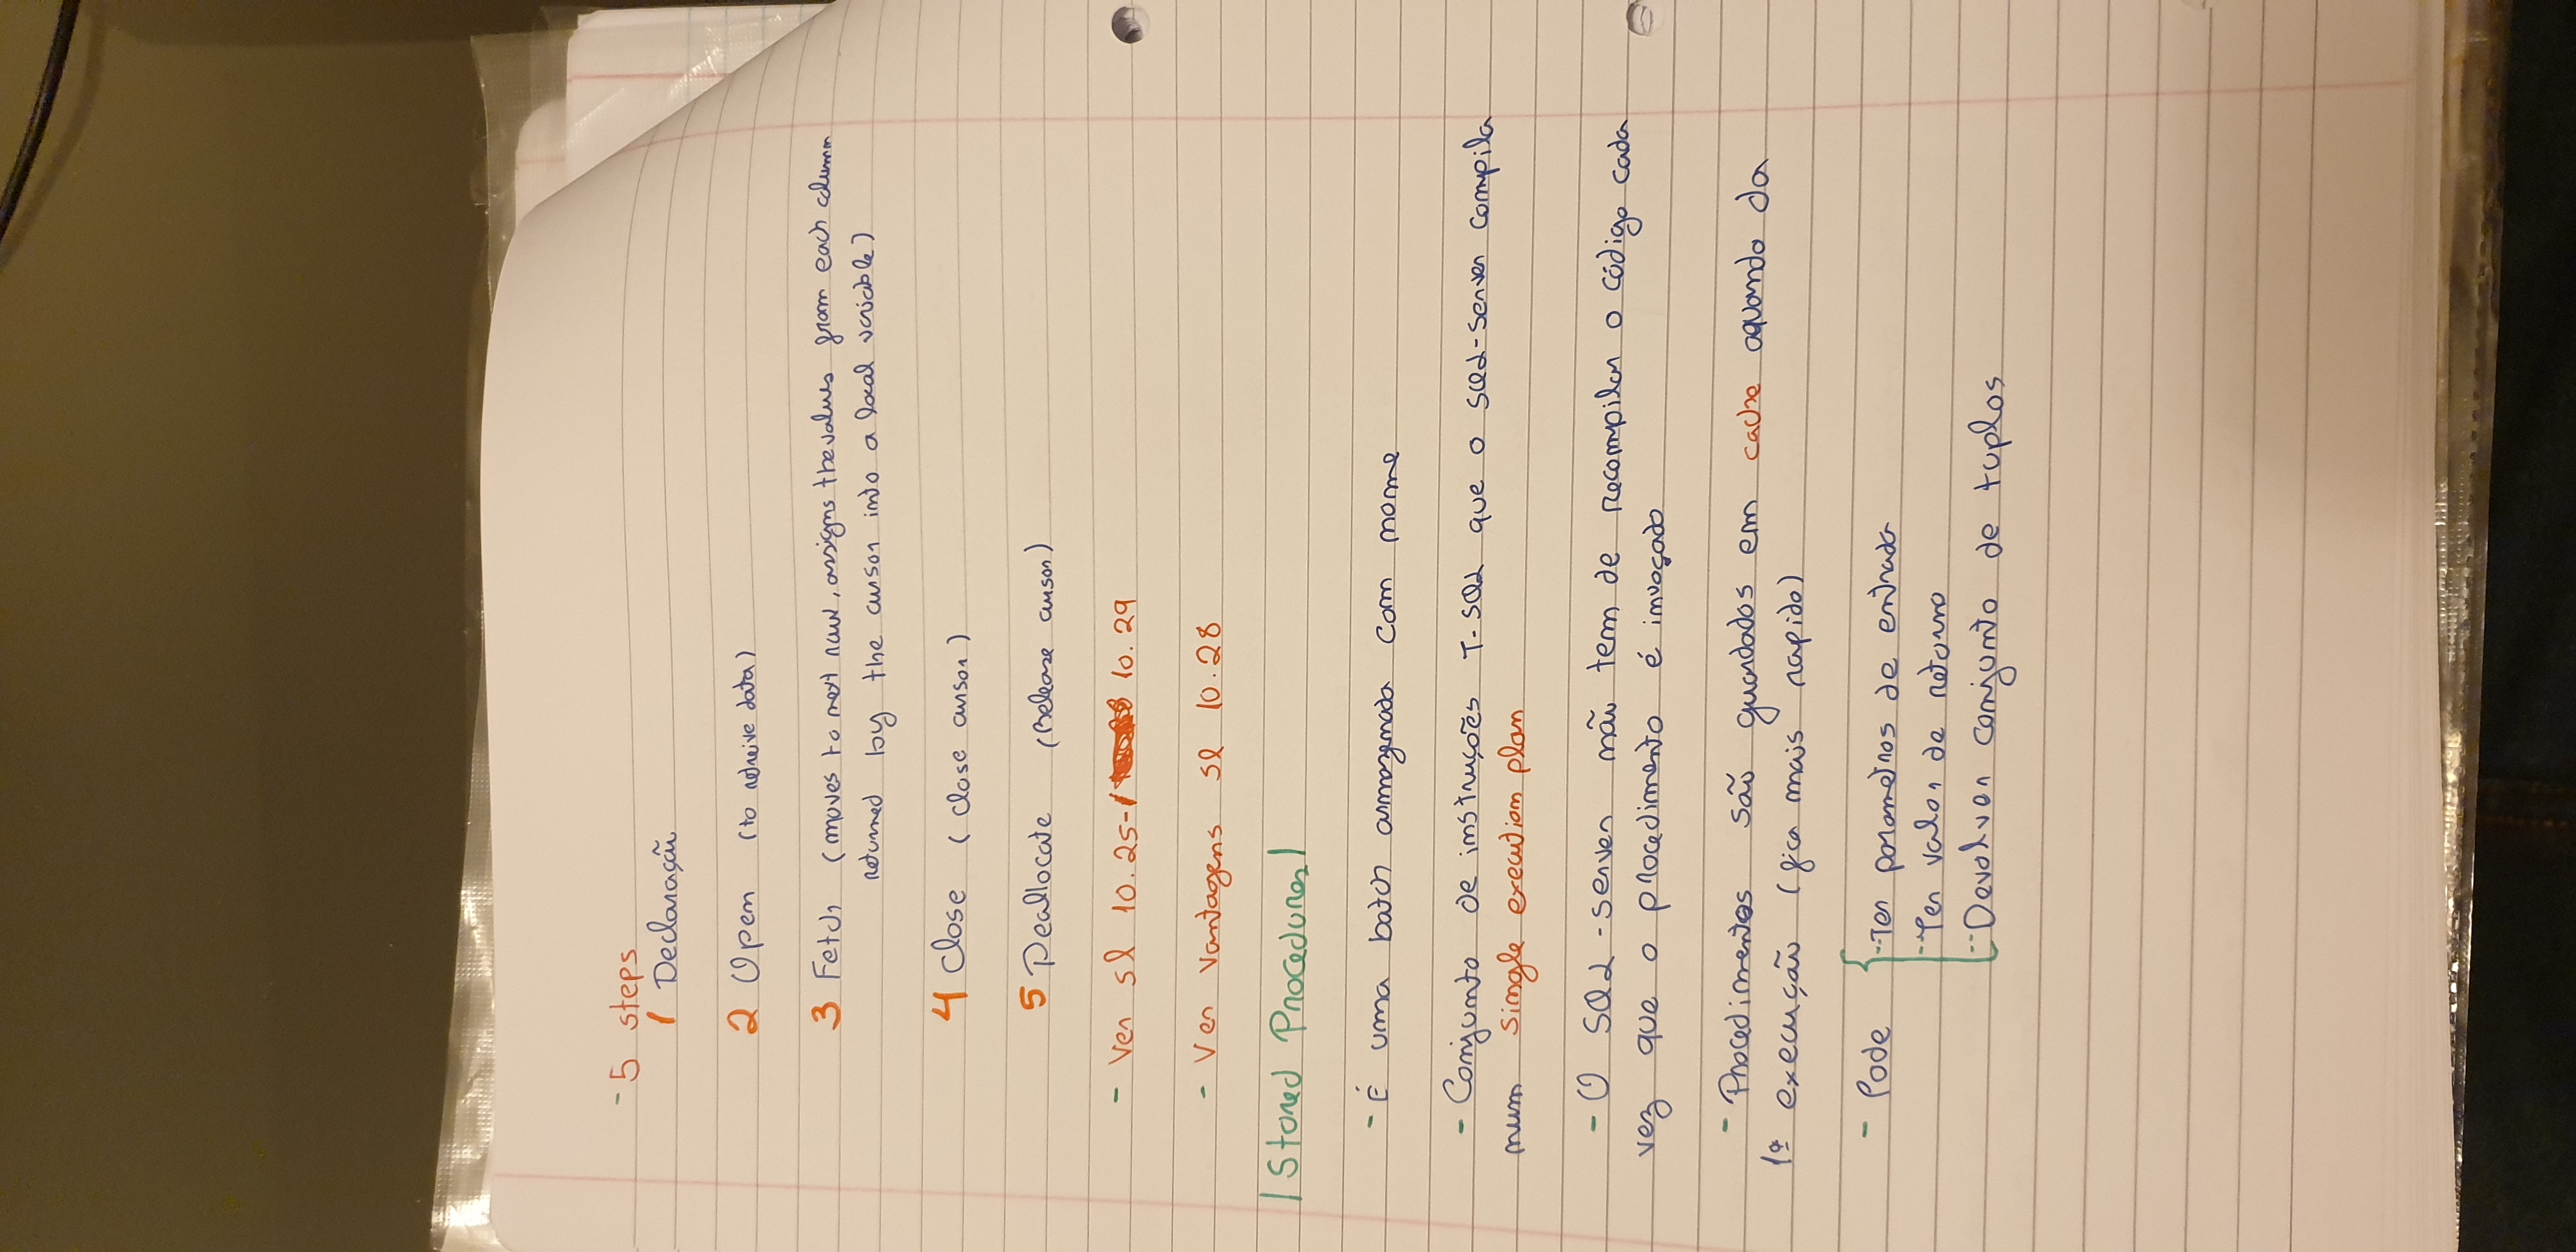 - 5 steps
1 Declaração
2 Open (to retreive data)
3 Fetch (moves to next row, assigns the values from each column
returned by the cursor into a local variable)
4 Close (Close cursor)
5 Deallocate (Release cursor)
- Ver sl 10.25-10.29
- Ver vantagens sl 10.28
|Stored Procedures|
- É uma batch armazenada com nome
- Conjunto de instruções T-SQL que o SQL-Server compila
num single execution plan
- O SQL-server não tem de recompilar o código cada
vez que o procedimento é invocado
- Procedimentos são guardados em cache aquando da
1ª execução (fica mais rapido)
- Pode
-Ter parametros de entrada
-Ter valor de retorno
-Devolver conjunto de tuplos